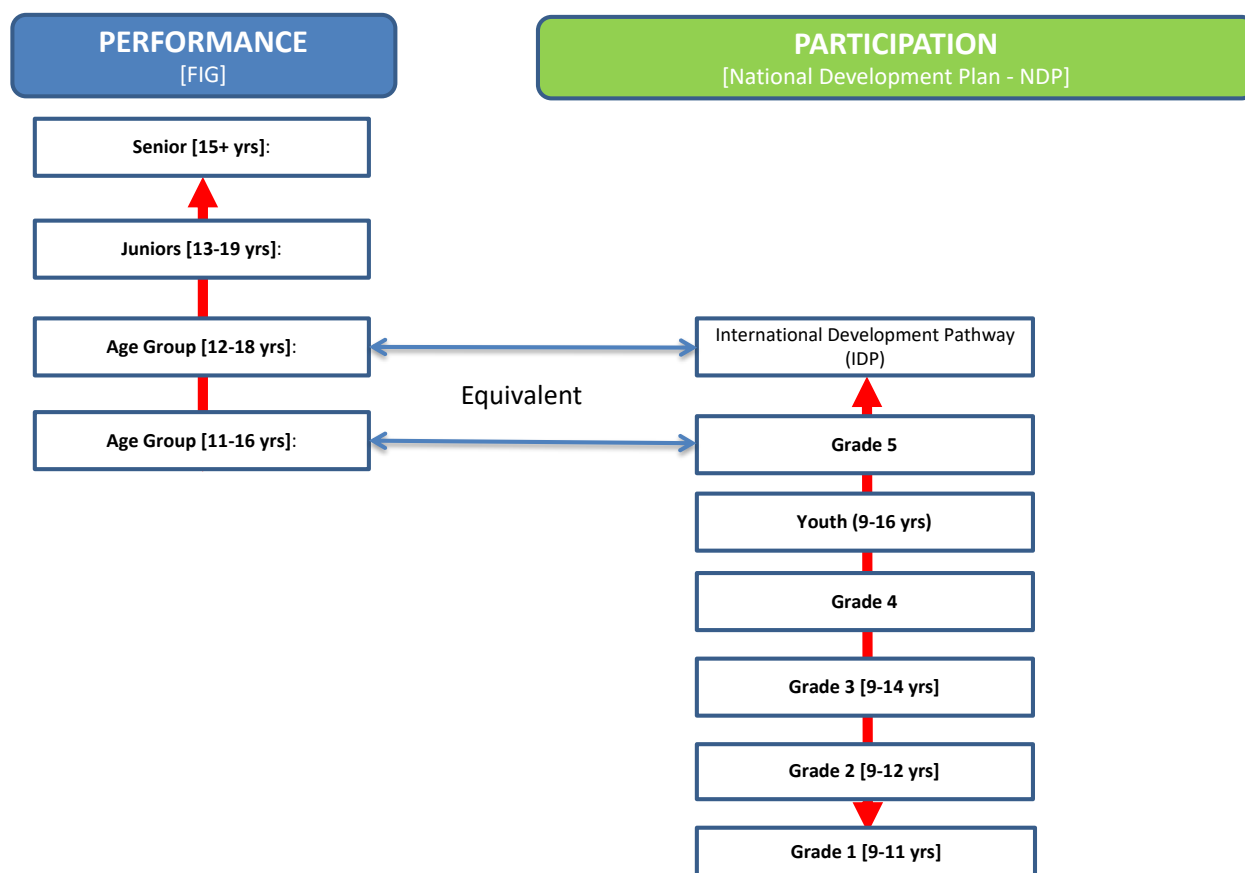 PERFORMANCE
[FIG]
PARTICIPATION
[National Development Plan - NDP]
Senior [15+ yrs]:
Juniors [13-19 yrs]:
Age Group [12-18 yrs]:
International Development Pathway
(IDP)
Equivalent
Age Group [11-16 yrs]:
Grade 5
Youth (9-16 yrs)
Grade 4
Grade 3 [9-14 yrs]
Grade 2 [9-12 yrs]
Grade 1 [9-11 yrs]